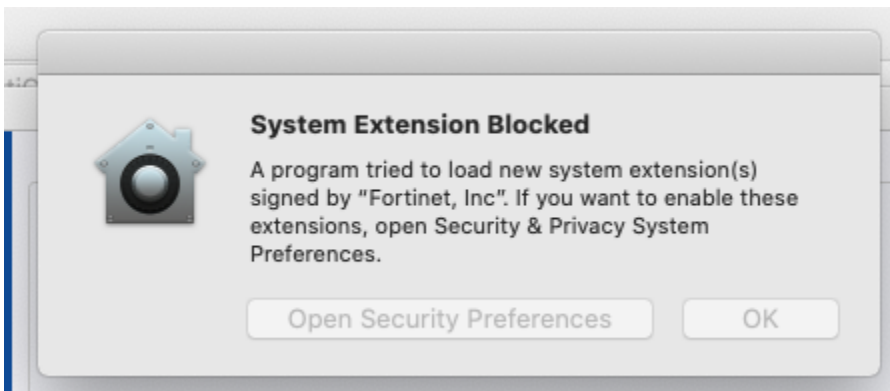 System Extension Blocked
A program tried to load new system extension(s)
signed by “Fortinet, Inc”. If you want to enable these
extensions, open Security & Privacy System
Preferences.
Open Security Preferences
OK